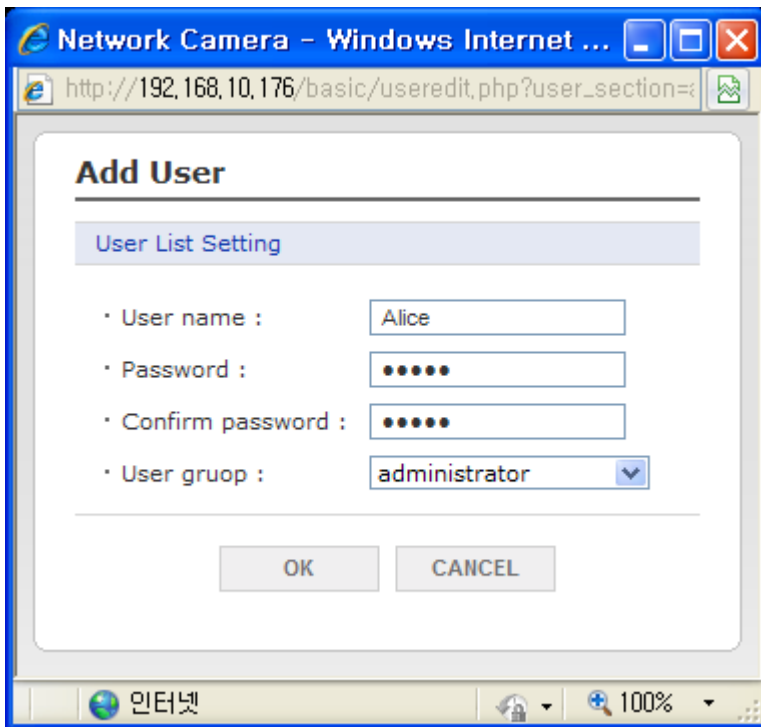 Network Camera - Windows Internet ...
http://192,168,10,176/basic/useredit,php?user_section=
Add User
User List Setting
· User name : Alice
· Password : •••••
· Confirm password : •••••
· User gruop : administrator
OK CANCEL
인터넷 100%